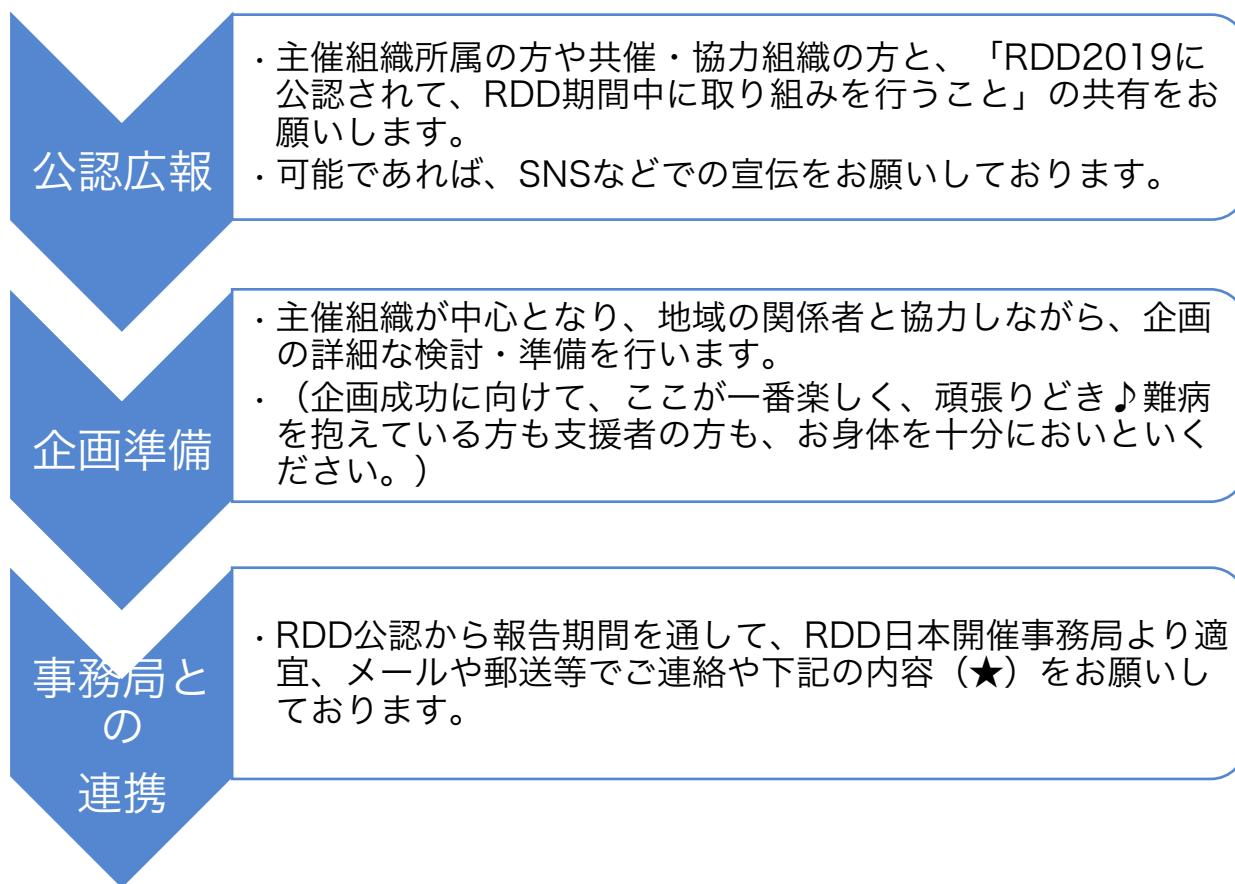 公認広報
・主催組織所属の方や共催・協力組織の方と、「RDD2019に
公認されて、RDD期間中に取り組みを行うこと」の共有をお
願いします。
・可能であれば、SNSなどでの宣伝をお願いしております。
企画準備
・主催組織が中心となり、地域の関係者と協力しながら、企画
の詳細な検討・準備を行います。
・（企画成功に向けて、ここが一番楽しく、頑張りどき♪難病
を抱えている方も支援者の方も、お身体を十分においといく
ださい。）
事務局と
の
連携
・RDD公認から報告期間を通して、RDD日本開催事務局より適
宜、メールや郵送等でご連絡や下記の内容（★）をお願いし
ております。